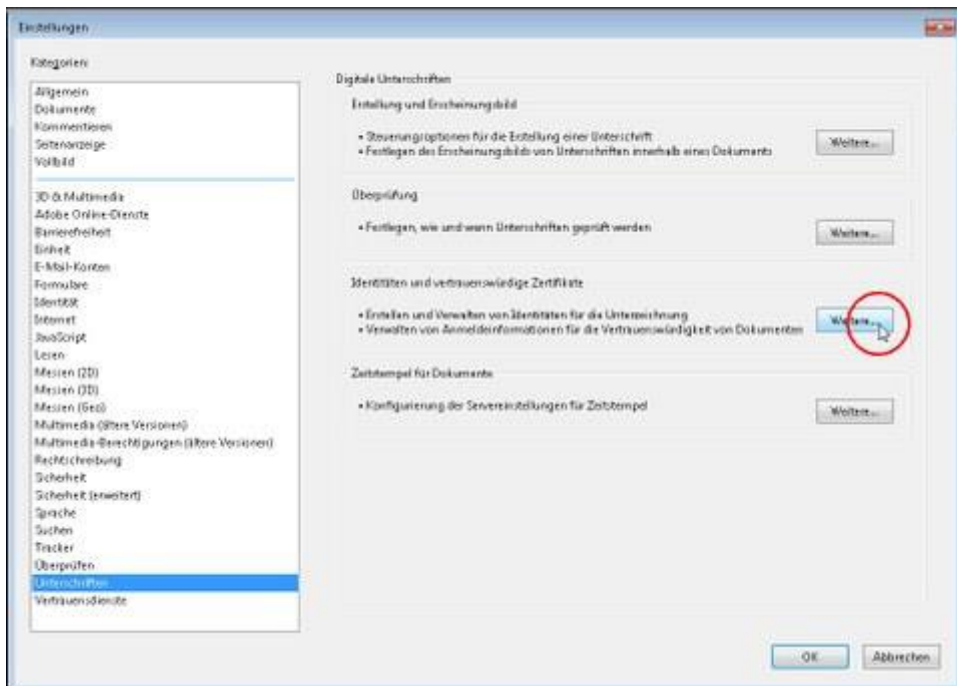 Einstellungen
Kategorien:
Allgemein
Dokumente
Kommentieren
Seitenanzeige
Vollbild
3D & Multimedia
Adobe Online-Dienste
Barrierefreiheit
Einheit
E-Mail-Konten
Formulare
Identität
Internet
JavaScript
Lesen
Messen (2D)
Messen (3D)
Messen (Geo)
Multimedia (ältere Versionen)
Multimedia-Berechtigungen (ältere Versionen)
Rechtschreibung
Sicherheit
Sicherheit (erweitert)
Sprache
Suchen
Tracker
Überprüfen
Unterschriften
Vertrauensdienste
Digitale Unterschriften
Erstellung und Erscheinungsbild
• Steuerungsoptionen für die Erstellung einer Unterschrift
• Festlegen des Erscheinungsbilds von Unterschriften innerhalb eines Dokuments
Weitere...
Überprüfung
• Festlegen, wie und wann Unterschriften geprüft werden
Weitere...
Identitäten und vertrauenswürdige Zertifikate
• Erstellen und Verwalten von Identitäten für die Unterzeichnung
• Verwalten von Anmeldeinformationen für die Vertrauenswürdigkeit von Dokumenten
Weitere...
Zeitstempel für Dokumente
• Konfigurierung der Servereinstellungen für Zeitstempel
Weitere...
OK
Abbrechen